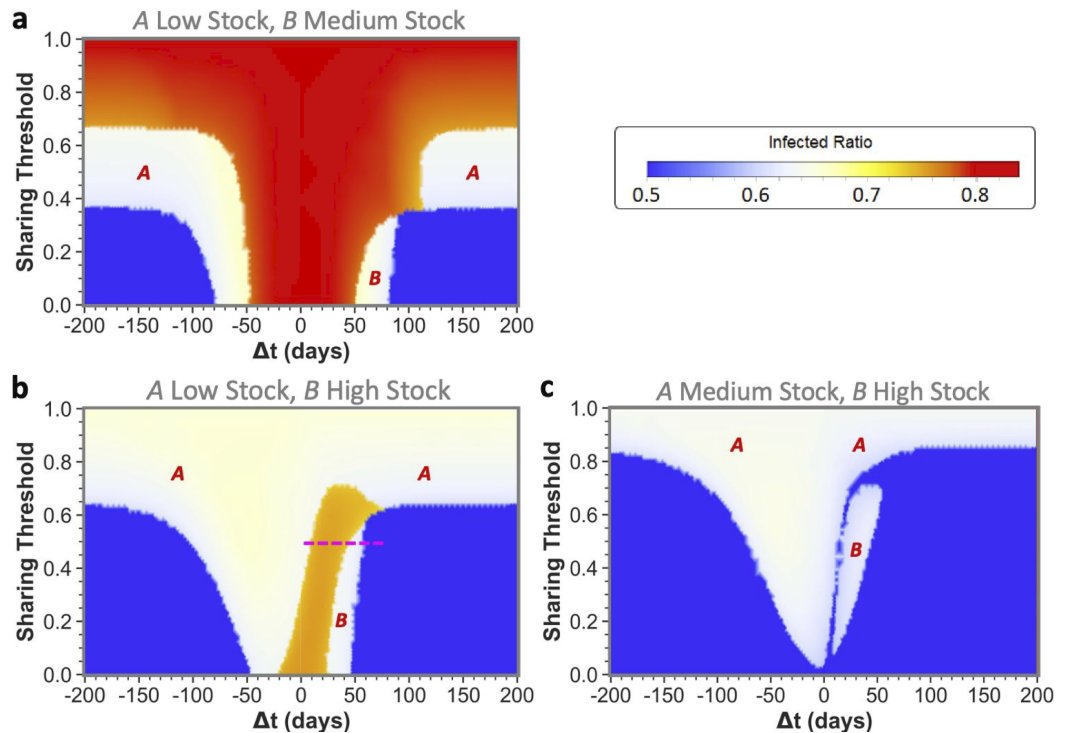 a
A Low Stock, B Medium Stock
Sharing Threshold
1.0
0.8
0.6
0.4
0.2
0.0
A
A
B
-200 -150 -100 -50 0 50 100 150 200
Δt (days)
Infected Ratio
0.5 0.6 0.7 0.8
b
A Low Stock, B High Stock
Sharing Threshold
1.0
0.8
0.6
0.4
0.2
0.0
A
A
B
-200 -150 -100 -50 0 50 100 150 200
Δt (days)
c
A Medium Stock, B High Stock
Sharing Threshold
1.0
0.8
0.6
0.4
0.2
0.0
A
A
B
-200 -150 -100 -50 0 50 100 150 200
Δt (days)